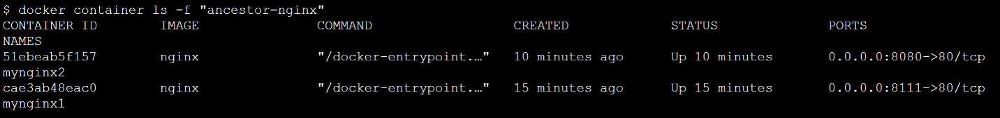 $ docker container ls -f "ancestor=nginx"
CONTAINER ID        IMAGE               COMMAND                  CREATED             STATUS              PORTS
NAMES
51ebeab5f157        nginx               "/docker-entrypoint.…"   10 minutes ago      Up 10 minutes       0.0.0.0:8080->80/tcp
mynginx2
cae3ab48eac0        nginx               "/docker-entrypoint.…"   15 minutes ago      Up 15 minutes       0.0.0.0:8111->80/tcp
mynginx1